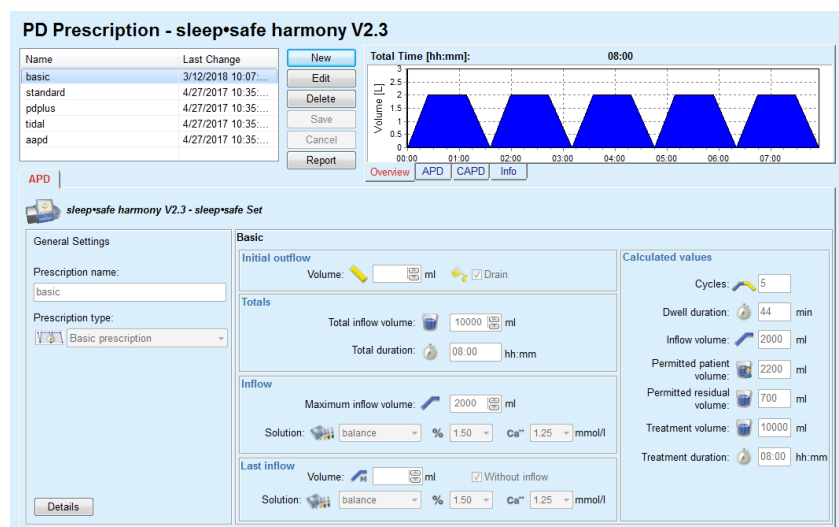 PD Prescription - sleep•safe harmony V2.3
Name Last Change
basic 3/12/2018 10:07:...
standard 4/27/2017 10:35:...
pdplus 4/27/2017 10:35:...
tidal 4/27/2017 10:35:...
aapd 4/27/2017 10:35:...
New
Edit
Delete
Save
Cancel
Report
Total Time [hh:mm]: 08:00
Volume [L]
3
2.5
2
1.5
1
0.5
0
00:00 01:00 02:00 03:00 04:00 05:00 06:00 07:00
Overview APD CAPD Info
APD
sleep•safe harmony V2.3 - sleep•safe Set
General Settings
Prescription name:
basic
Prescription type:
Basic prescription
Details
Basic
Initial outflow
Volume: ml Drain
Totals
Total inflow volume: 10000 ml
Total duration: 08:00 hh:mm
Inflow
Maximum inflow volume: 2000 ml
Solution: balance % 1.50 Ca⁺⁺ 1.25 mmol/l
Last inflow
Volume: ml Without inflow
Solution: balance % 1.50 Ca⁺⁺ 1.25 mmol/l
Calculated values
Cycles: 5
Dwell duration: 44 min
Inflow volume: 2000 ml
Permitted patient
volume: 2200 ml
Permitted residual
volume: 700 ml
Treatment volume: 10000 ml
Treatment duration: 08:00 hh:mm